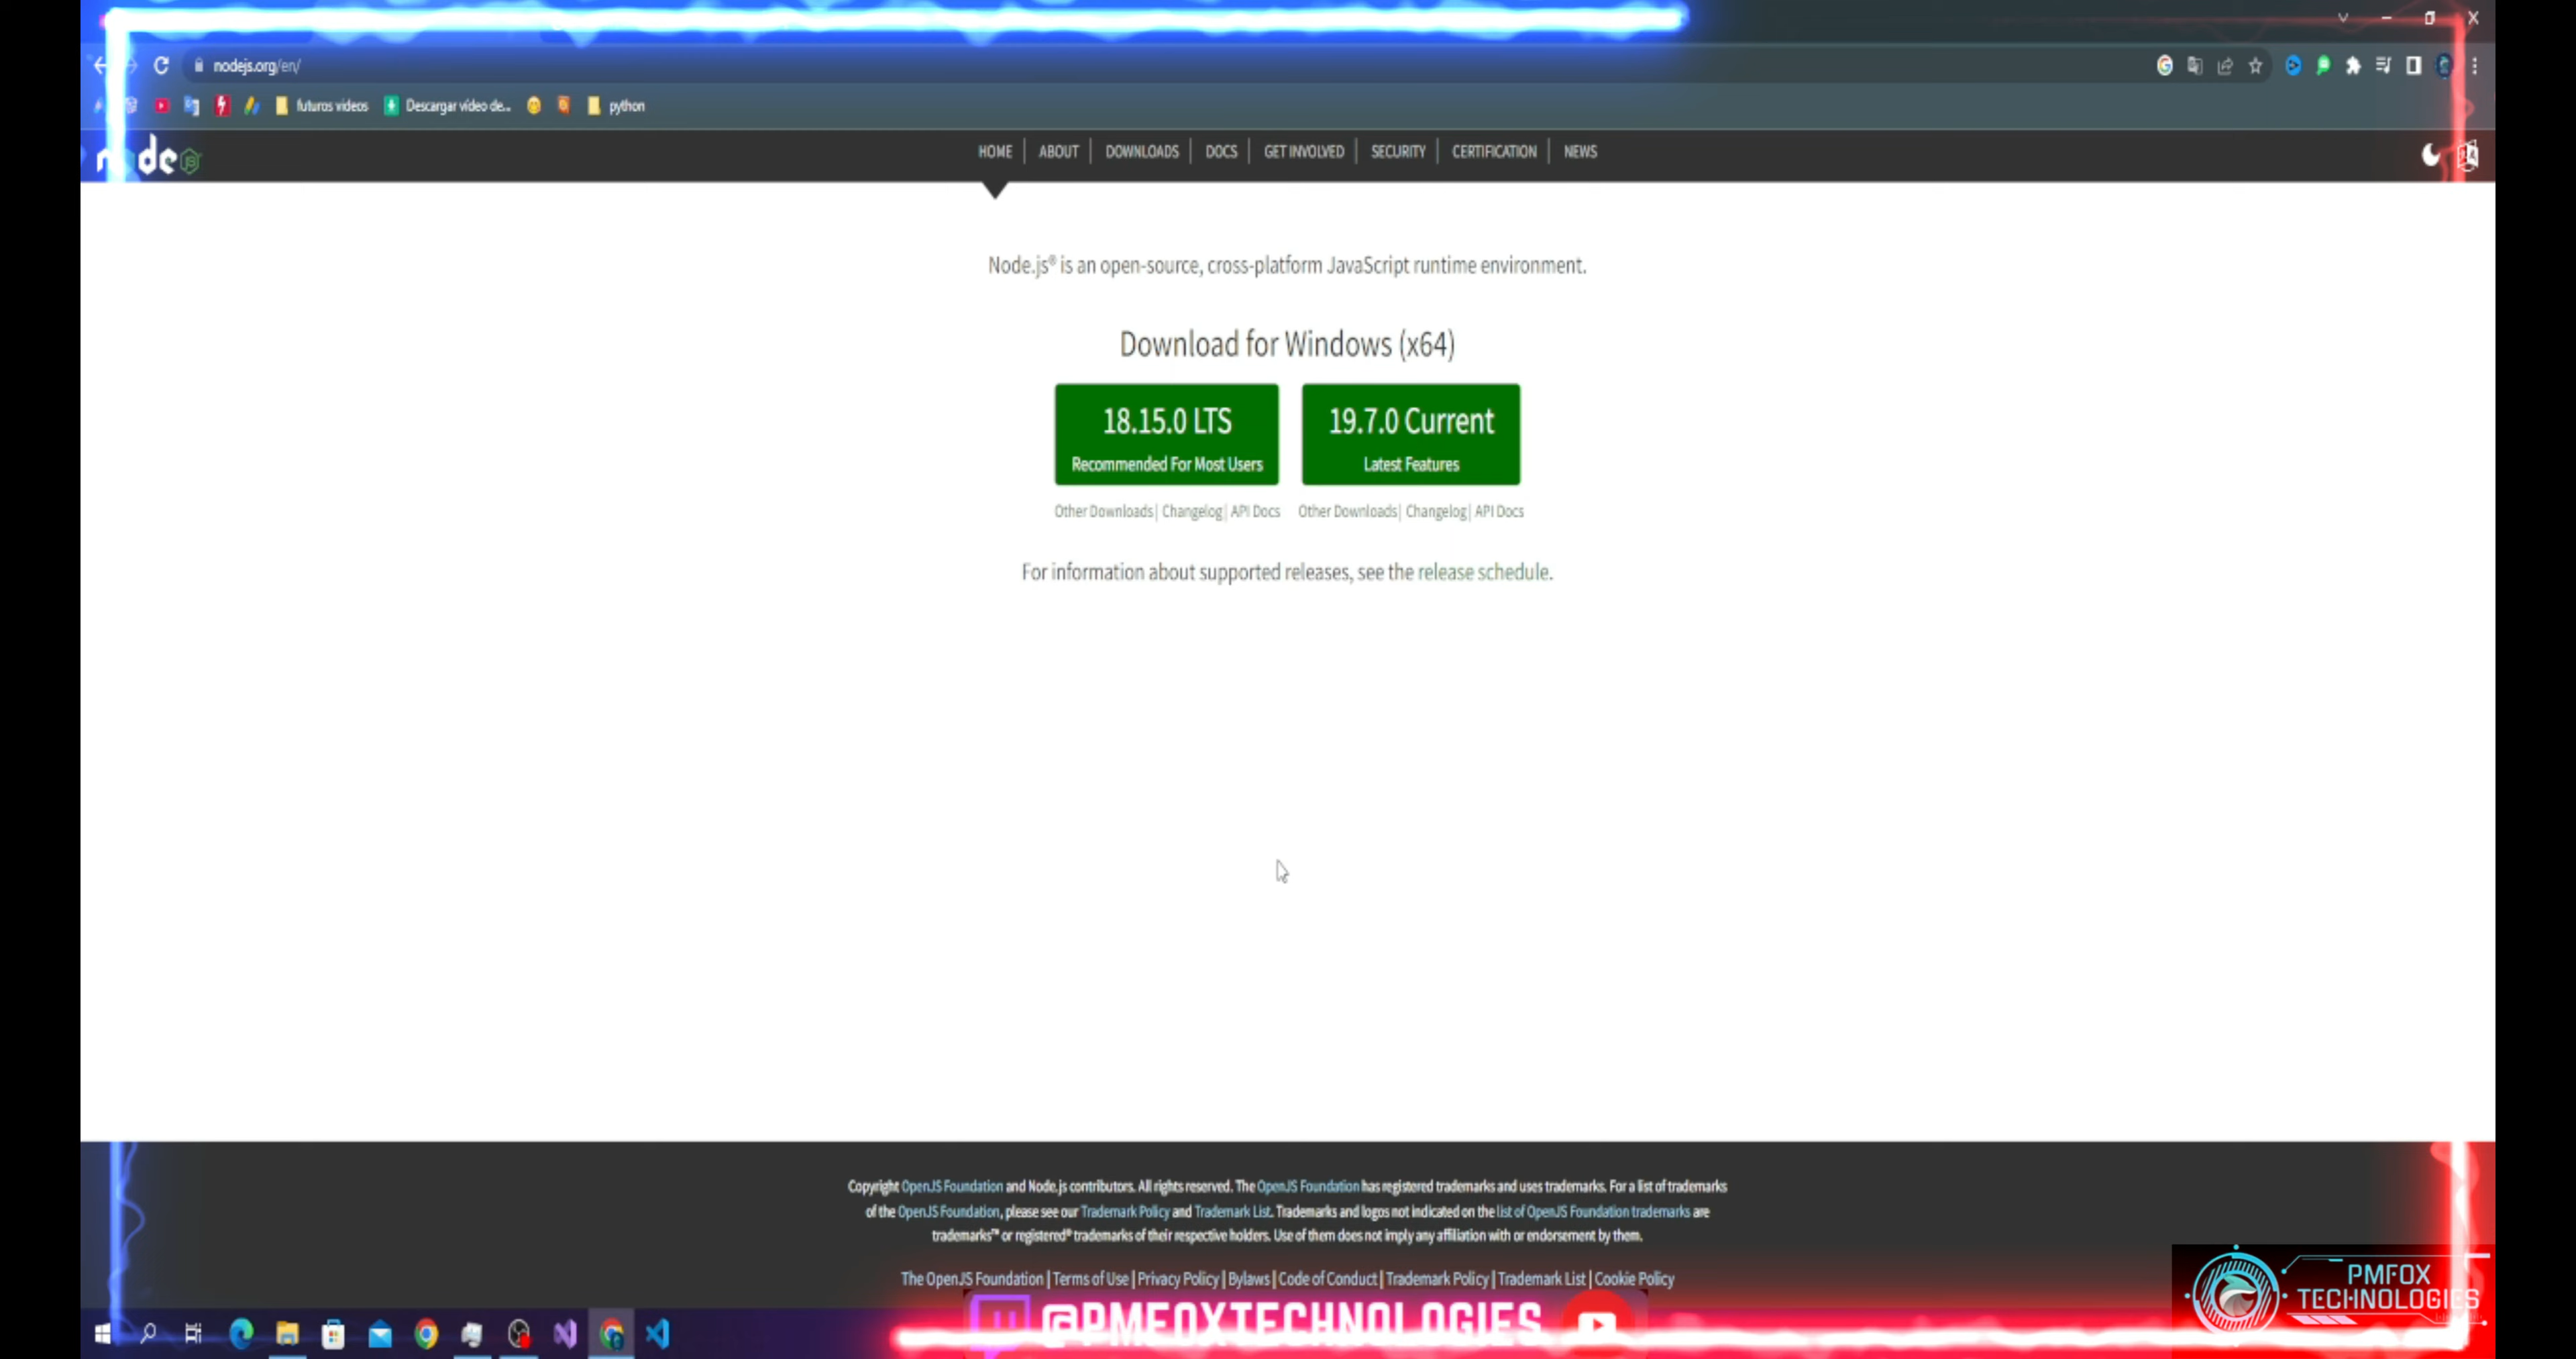 nodejs.org/en/
futuros videos
Descargar vídeo de...
python
node JS
HOME | ABOUT | DOWNLOADS | DOCS | GET INVOLVED | SECURITY | CERTIFICATION | NEWS
Node.js® is an open-source, cross-platform JavaScript runtime environment.
Download for Windows (x64)
18.15.0 LTS
Recommended For Most Users
19.7.0 Current
Latest Features
Other Downloads | Changelog | API Docs
Other Downloads | Changelog | API Docs
For information about supported releases, see the release schedule.
Copyright OpenJS Foundation and Node.js contributors. All rights reserved. The OpenJS Foundation has registered trademarks and uses trademarks. For a list of trademarks
of the OpenJS Foundation, please see our Trademark Policy and Trademark List. Trademarks and logos not indicated on the list of OpenJS Foundation trademarks are
trademarks™ or registered® trademarks of their respective holders. Use of them does not imply any affiliation with or endorsement by them.
The OpenJS Foundation | Terms of Use | Privacy Policy | Bylaws | Code of Conduct | Trademark Policy | Trademark List | Cookie Policy
@PMFOXTECHNOLOGIES
PMFOX
TECHNOLOGIES